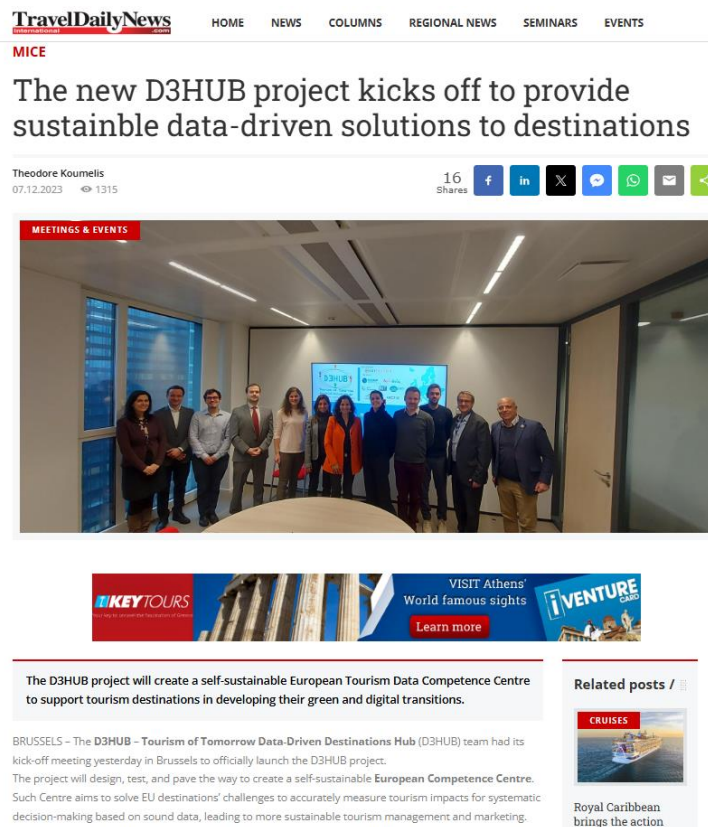 TravelDailyNews
International .com
HOME NEWS COLUMNS REGIONAL NEWS SEMINARS EVENTS
MICE
The new D3HUB project kicks off to provide
sustainble data-driven solutions to destinations
Theodore Koumelis
07.12.2023 1315
16
Shares
MEETINGS & EVENTS
D3HUB
KEYTOURS
VISIT Athens'
World famous sights
Learn more
iVENTURE
CARD
The D3HUB project will create a self-sustainable European Tourism Data Competence Centre
to support tourism destinations in developing their green and digital transitions.
BRUSSELS – The D3HUB – Tourism of Tomorrow Data-Driven Destinations Hub (D3HUB) team had its
kick-off meeting yesterday in Brussels to officially launch the D3HUB project.
The project will design, test, and pave the way to create a self-sustainable European Competence Centre.
Such Centre aims to solve EU destinations' challenges to accurately measure tourism impacts for systematic
decision-making based on sound data, leading to more sustainable tourism management and marketing.
Related posts /
CRUISES
Royal Caribbean
brings the action